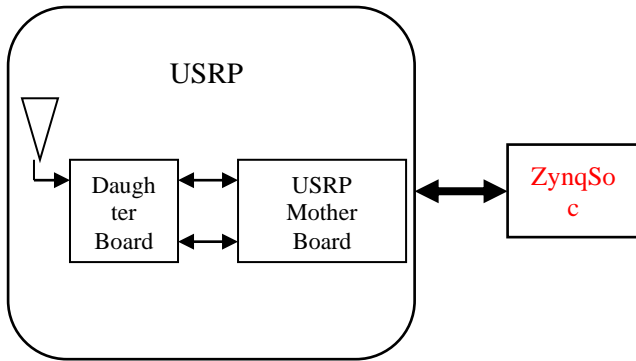 USRP
Daugh
ter
Board
USRP
Mother
Board
ZynqSo
c